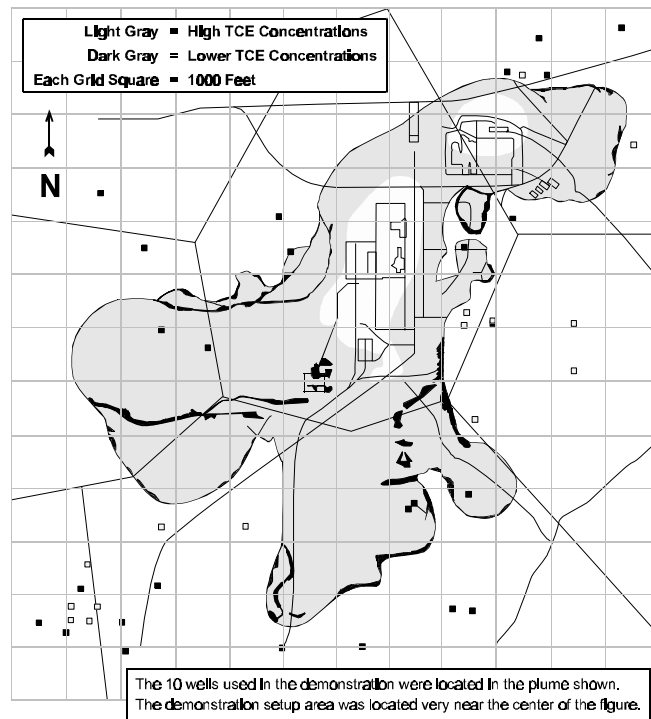 Light Gray = High TCE Concentrations
Dark Gray = Lower TCE Concentrations
Each Grid Square = 1000 Feet
N
The 10 wells used in the demonstration were located in the plume shown.
The demonstration setup area was located very near the center of the figure.